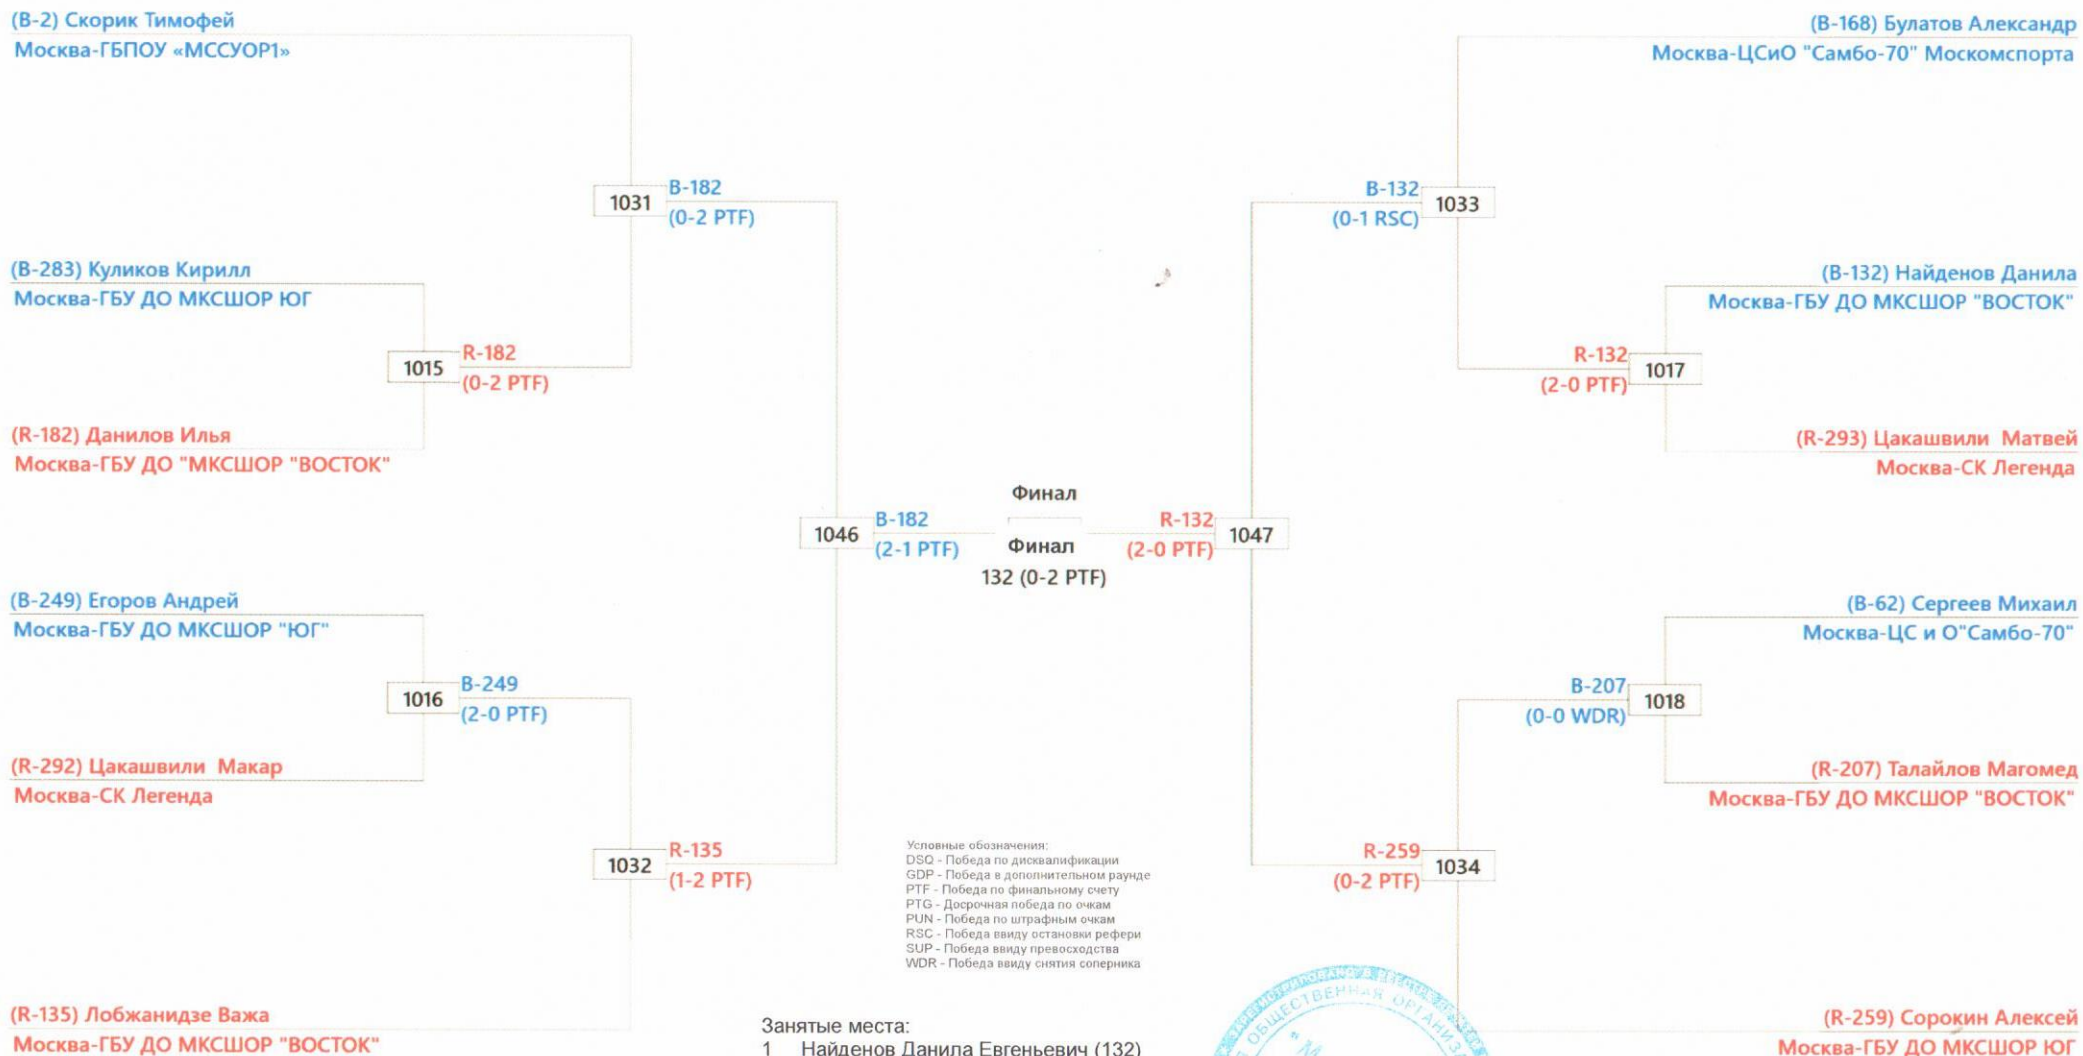 (B-2) Скорик Тимофей
Москва-ГБПОУ «МССУОР1»
(B-283) Куликов Кирилл
Москва-ГБУ ДО МКСШОР ЮГ
(R-182) Данилов Илья
Москва-ГБУ ДО "МКСШОР "ВОСТОК"
(B-249) Егоров Андрей
Москва-ГБУ ДО МКСШОР "ЮГ"
(R-292) Цакашвили Макар
Москва-СК Легенда
(R-135) Лобжанидзе Важа
Москва-ГБУ ДО МКСШОР "ВОСТОК"
1015
R-182
(0-2 PTF)
1016
B-249
(2-0 PTF)
1031
B-182
(0-2 PTF)
1032
R-135
(1-2 PTF)
1046
B-182
(2-1 PTF)
Финал
Финал
132 (0-2 PTF)
R-132
(2-0 PTF)
1047
B-132
(0-1 RSC)
1033
R-259
(0-2 PTF)
1034
R-132
(2-0 PTF)
1017
B-207
(0-0 WDR)
1018
(B-168) Булатов Александр
Москва-ЦСиО "Самбо-70" Москомспорта
(B-132) Найденов Данила
Москва-ГБУ ДО МКСШОР "ВОСТОК"
(R-293) Цакашвили Матвей
Москва-СК Легенда
(B-62) Сергеев Михаил
Москва-ЦС и О"Самбо-70"
(R-207) Талайлов Магомед
Москва-ГБУ ДО МКСШОР "ВОСТОК"
(R-259) Сорокин Алексей
Москва-ГБУ ДО МКСШОР ЮГ
Условные обозначения:
DSQ - Победа по дисквалификации
GDP - Победа в дополнительном раунде
PTF - Победа по финальному счету
PTG - Досрочная победа по очкам
PUN - Победа по штрафным очкам
RSC - Победа ввиду остановки рефери
SUP - Победа ввиду превосходства
WDR - Победа ввиду снятия соперника
Занятые места:
1 Найденов Данила Евгеньевич (132)
ОБЩЕСТВЕННАЯ